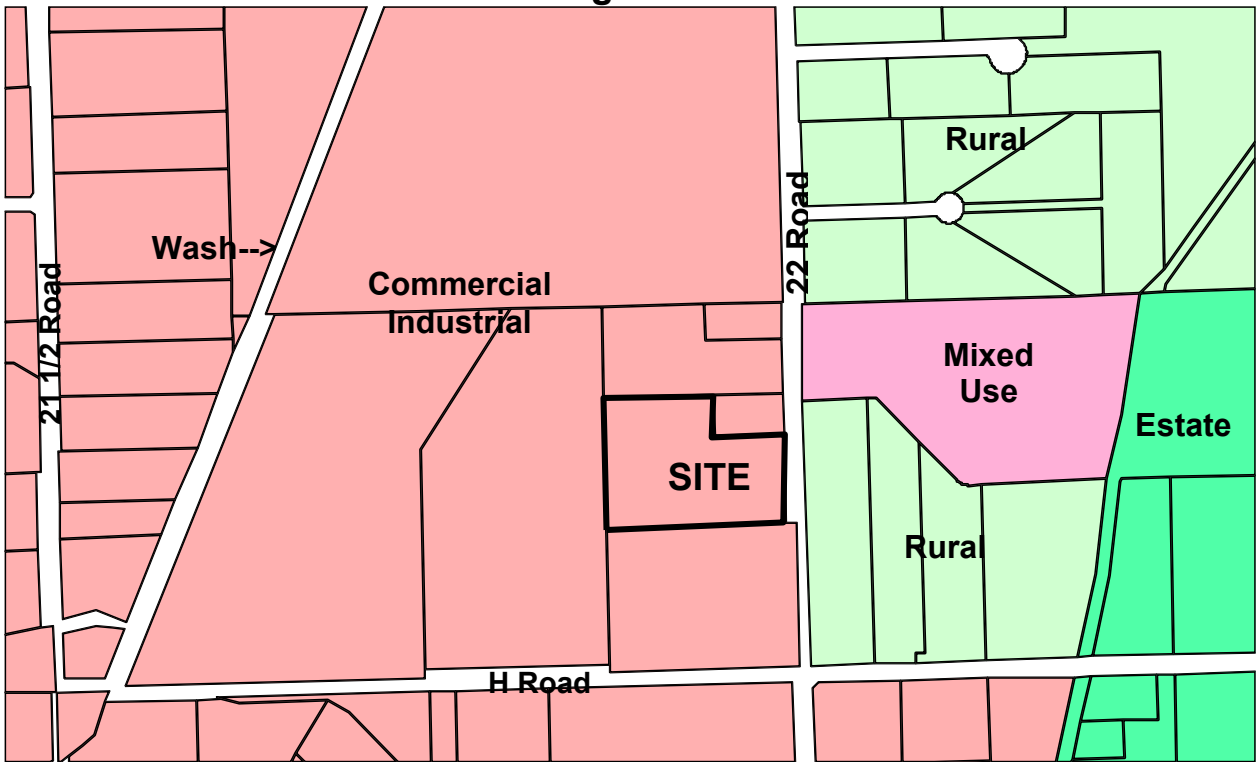 Rural
22 Road
Wash-->
21 1/2 Road
Commercial
Industrial
Mixed
Use
Estate
SITE
Rural
H Road